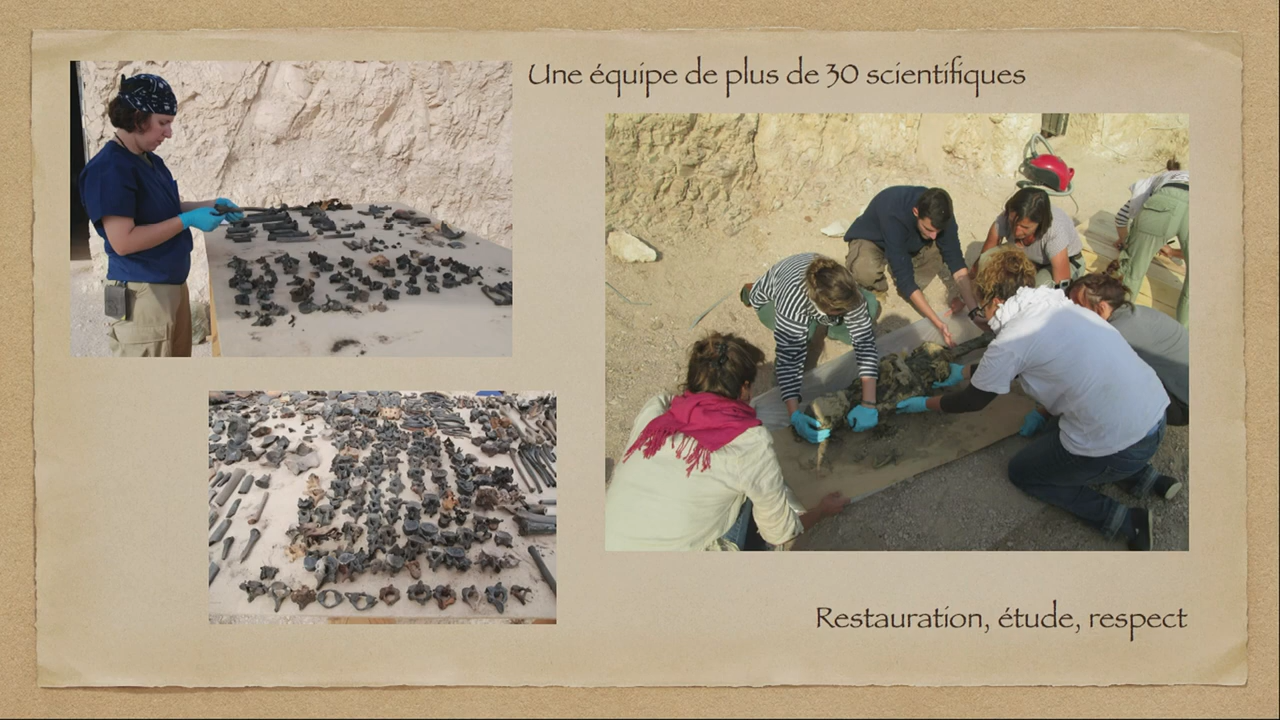 Une équipe de plus de 30 scientifiques
Restauration, étude, respect